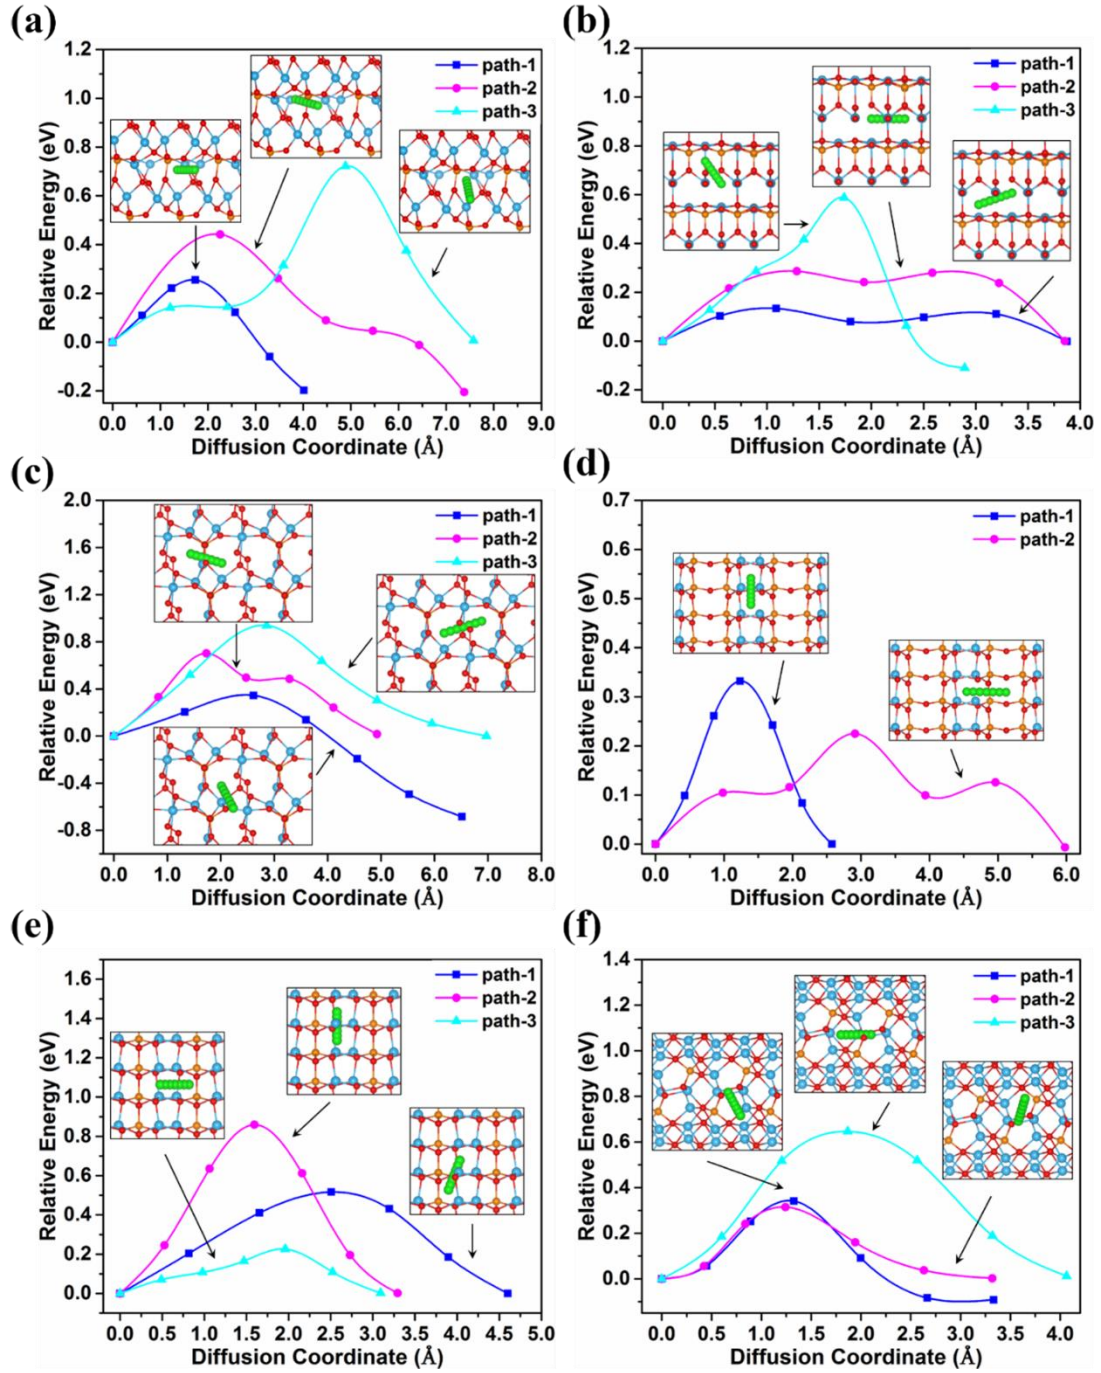 (a)
1.2
1.0
0.8
0.6
0.4
0.2
0.0
-0.2
Relative Energy (eV)
path-1
path-2
path-3
0.0 1.0 2.0 3.0 4.0 5.0 6.0 7.0 8.0 9.0
Diffusion Coordinate (Å)
(b)
1.2
1.0
0.8
0.6
0.4
0.2
0.0
-0.2
Relative Energy (eV)
path-1
path-2
path-3
0.0 0.5 1.0 1.5 2.0 2.5 3.0 3.5 4.0
Diffusion Coordinate (Å)
(c)
2.0
1.6
1.2
0.8
0.4
0.0
-0.4
-0.8
Relative Energy (eV)
path-1
path-2
path-3
0.0 1.0 2.0 3.0 4.0 5.0 6.0 7.0 8.0
Diffusion Coordinate (Å)
(d)
0.7
0.6
0.5
0.4
0.3
0.2
0.1
0.0
Relative Energy (eV)
path-1
path-2
0.0 1.0 2.0 3.0 4.0 5.0 6.0
Diffusion Coordinate (Å)
(e)
1.6
1.4
1.2
1.0
0.8
0.6
0.4
0.2
0.0
Relative Energy (eV)
path-1
path-2
path-3
0.0 0.5 1.0 1.5 2.0 2.5 3.0 3.5 4.0 4.5 5.0
Diffusion Coordinate (Å)
(f)
1.4
1.2
1.0
0.8
0.6
0.4
0.2
0.0
Relative Energy (eV)
path-1
path-2
path-3
0.0 0.5 1.0 1.5 2.0 2.5 3.0 3.5 4.0
Diffusion Coordinate (Å)